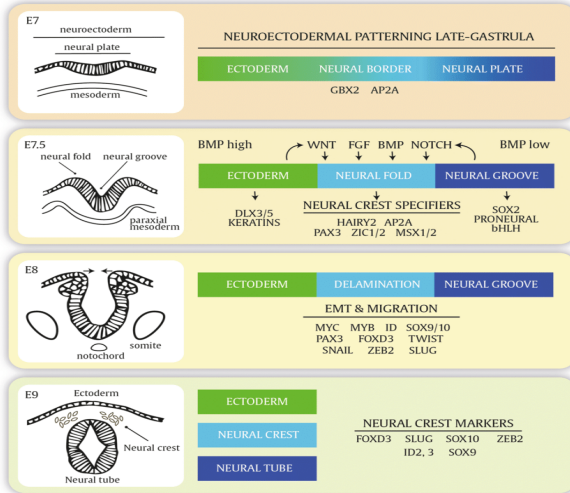 E7
neuroectoderm
neural plate
mesoderm
NEUROECTODERMAL PATTERNING LATE-GASTRULA
ECTODERM NEURAL BORDER NEURAL PLATE
GBX2 AP2A
E7,5
neural fold neural groove
paraxial
mesoderm
BMP high WNT FGF BMP NOTCH BMP low
ECTODERM NEURAL FOLD NEURAL GROOVE
DLX3/5
KERATINS
NEURAL CREST SPECIFIERS
HAIRY2 AP2A
PAX3 ZIC1/2 MSX1/2
SOX2
PRONEURAL
bHLH
E8
somite
notochord
ECTODERM DELAMINATION NEURAL GROOVE
EMT & MIGRATION
MYC MYB ID SOX9/10
PAX3 FOXD3 TWIST
SNAIL ZEB2 SLUG
E9
Ectoderm
Neural crest
Neural tube
ECTODERM
NEURAL CREST
NEURAL TUBE
NEURAL CREST MARKERS
FOXD3 SLUG SOX10 ZEB2
ID2, 3 SOX9